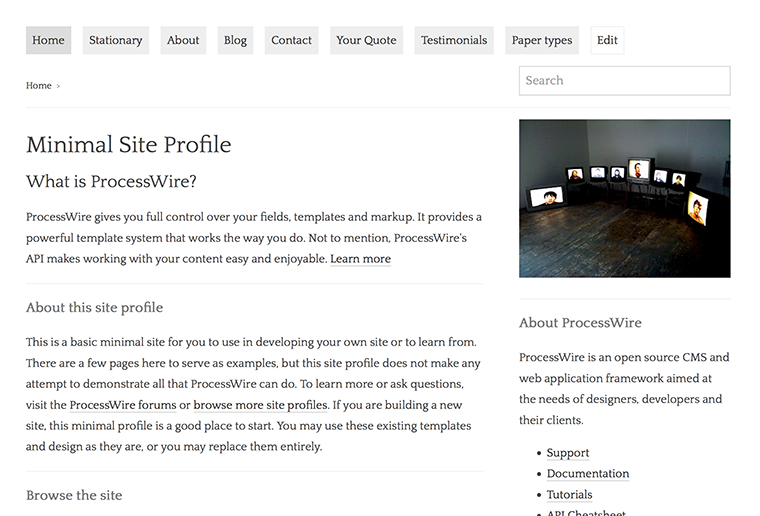 Home Stationary About Blog Contact Your Quote Testimonials Paper types Edit
Home >
Search
Minimal Site Profile
What is ProcessWire?
ProcessWire gives you full control over your fields, templates and markup. It provides a
powerful template system that works the way you do. Not to mention, ProcessWire's
API makes working with your content easy and enjoyable. Learn more
About this site profile
This is a basic minimal site for you to use in developing your own site or to learn from.
There are a few pages here to serve as examples, but this site profile does not make any
attempt to demonstrate all that ProcessWire can do. To learn more or ask questions,
visit the ProcessWire forums or browse more site profiles. If you are building a new
site, this minimal profile is a good place to start. You may use these existing templates
and design as they are, or you may replace them entirely.
Browse the site
About ProcessWire
ProcessWire is an open source CMS and
web application framework aimed at
the needs of designers, developers and
their clients.
• Support
• Documentation
• Tutorials
• API Cheatsheet